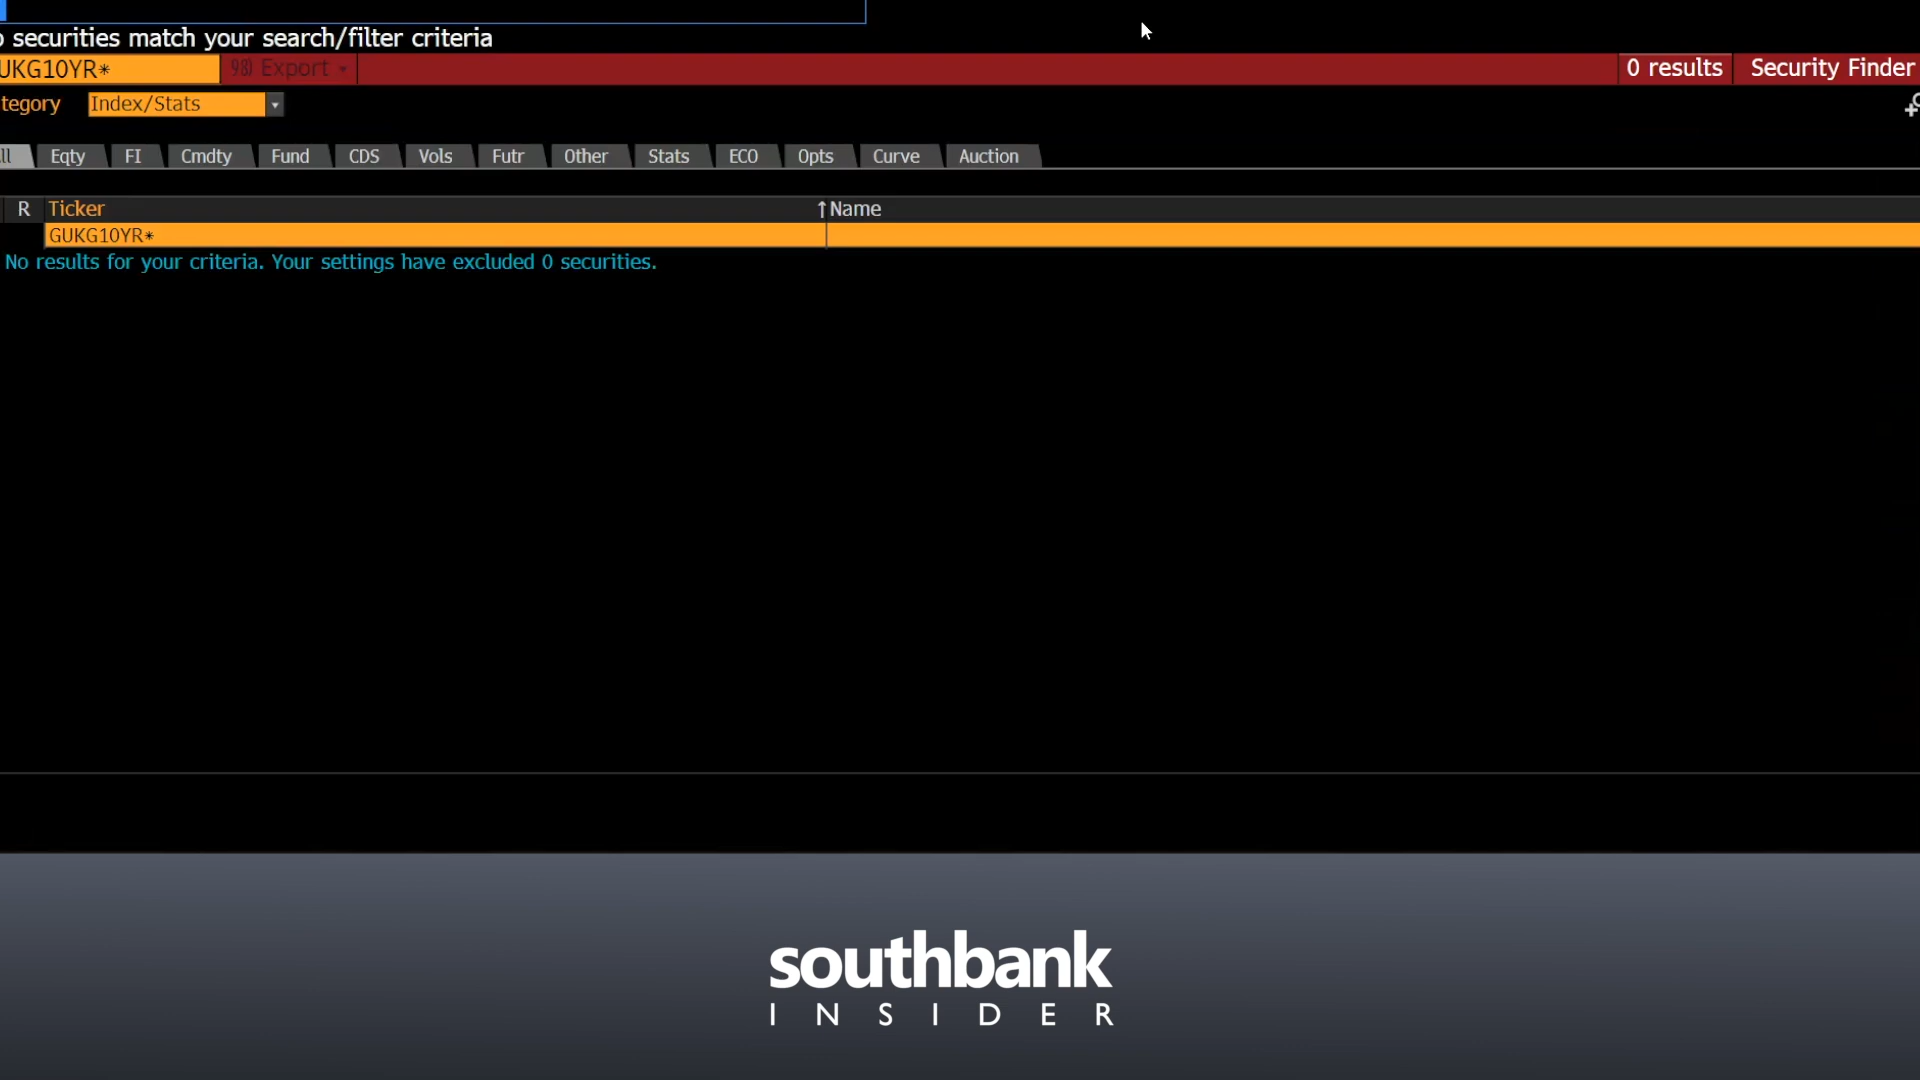 securities match your search/filter criteria
UKG10YR* 98) Export 0 results Security Finder
tegory Index/Stats
ll Eqty FI Cmdty Fund CDS Vols Futr Other Stats ECO Opts Curve Auction
R Ticker ↑Name
GUKG10YR*
No results for your criteria. Your settings have excluded 0 securities.
southbank
INSIDER